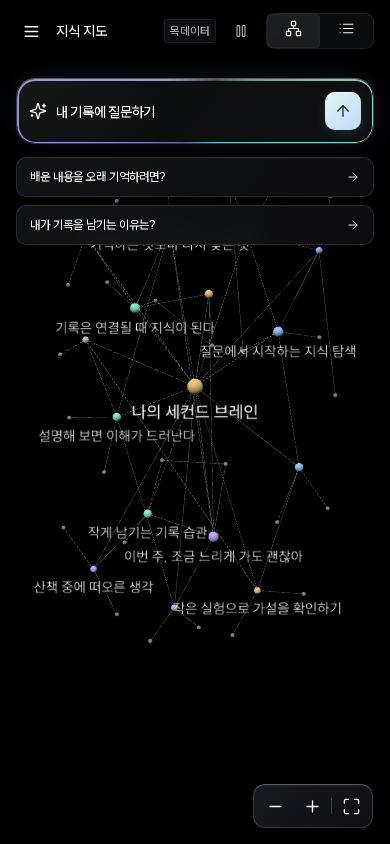 지식 지도
목데이터
내 기록에 질문하기
배운 내용을 오래 기억하려면?
내가 기록을 남기는 이유는?
기록은 연결될 때 지식이 된다
질문에서 시작하는 지식 탐색
나의 세컨드 브레인
설명해 보면 이해가 드러난다
작게 남기는 기록 습관
이번 주, 조금 느리게 가도 괜찮아
산책 중에 떠오른 생각
작은 실험으로 가설을 확인하기